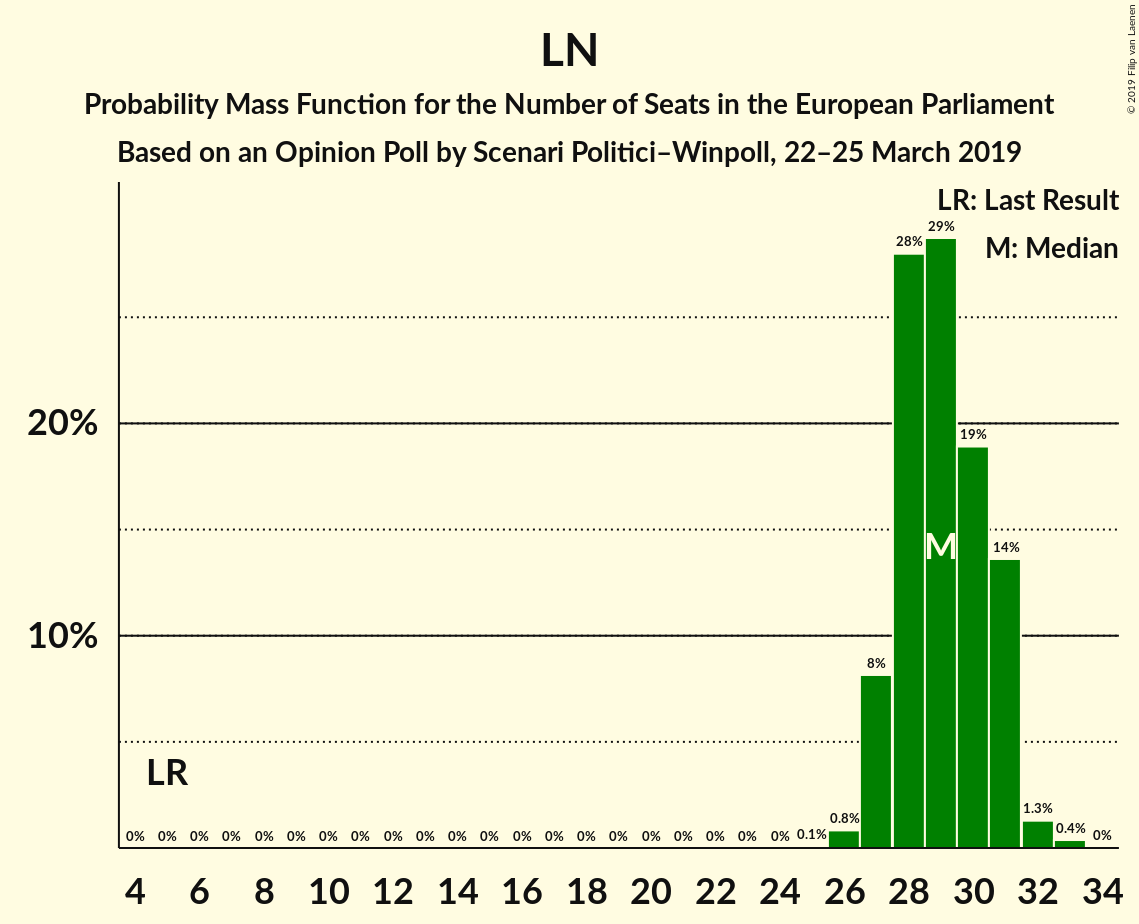 LN
Probability Mass Function for the Number of Seats in the European Parliament
Based on an Opinion Poll by Scenari Politici–Winpoll, 22–25 March 2019
© 2019 Filip van Laenen
LR: Last Result
M: Median
20%
10%
LR
M
0% 0% 0% 0% 0% 0% 0% 0% 0% 0% 0% 0% 0% 0% 0% 0% 0% 0% 0% 0% 0% 0.1% 0.8% 8% 28% 29% 19% 14% 1.3% 0.4% 0%
4 6 8 10 12 14 16 18 20 22 24 26 28 30 32 34